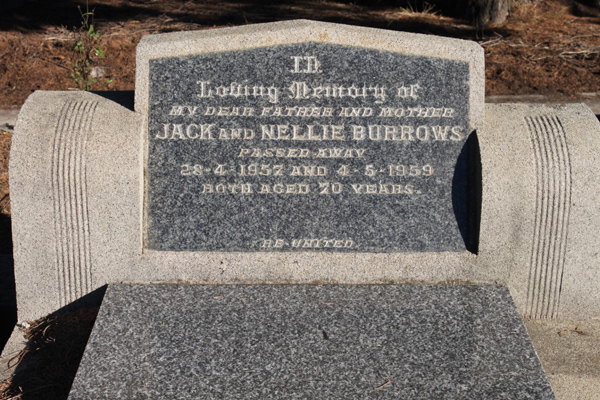 In
Loving Memory of
MY DEAR FATHER AND MOTHER
JACK AND NELLIE BURROWS
PASSED AWAY
28-4-1957 AND 4-5-1959
BOTH AGED 70 YEARS.
RE-UNITED